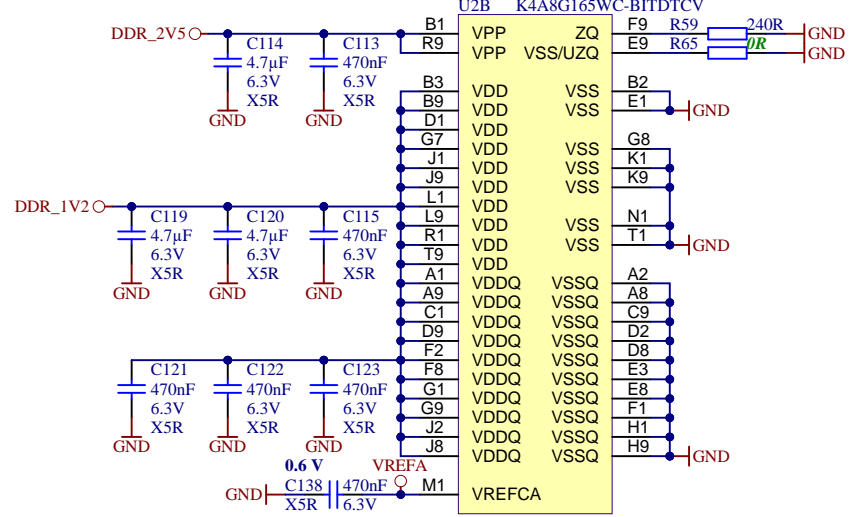 U2B K4A8G165WC-BITDTCV
DDR_2V5
C114
4.7µF
6.3V
X5R
GND
C113
470nF
6.3V
X5R
GND
B1 VPP ZQ F9 R59 240R GND
R9 VPP VSS/UZQ E9 R65 0R GND
B3 VDD VSS B2
B9 VDD VSS E1 GND
D1 VDD
G7 VDD VSS G8
J1 VDD VSS K1
J9 VDD VSS K9
L1 VDD
L9 VDD VSS N1
R1 VDD VSS T1 GND
T9 VDD
A1 VDDQ VSSQ A2
A9 VDDQ VSSQ A8
C1 VDDQ VSSQ C9
D9 VDDQ VSSQ D2
F2 VDDQ VSSQ D8
F8 VDDQ VSSQ E3
G1 VDDQ VSSQ E8
G9 VDDQ VSSQ F1
J2 VDDQ VSSQ H1
J8 VDDQ VSSQ H9 GND
DDR_1V2
C119
4.7µF
6.3V
X5R
GND
C120
4.7µF
6.3V
X5R
GND
C115
470nF
6.3V
X5R
GND
C121
470nF
6.3V
X5R
GND
C122
470nF
6.3V
X5R
GND
C123
470nF
6.3V
X5R
GND
0.6 V VREFA
GND C138 470nF M1 VREFCA
X5R 6.3V